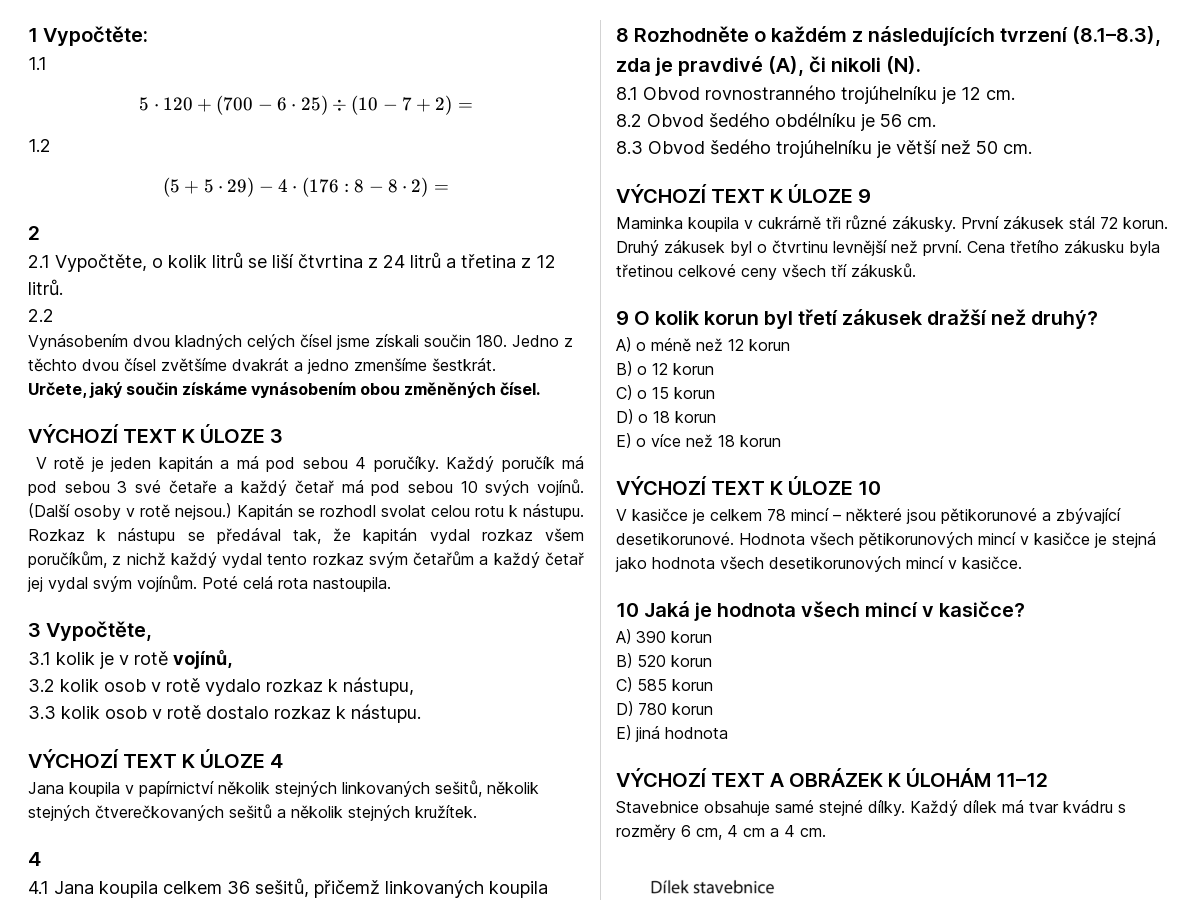 1 Vypočtěte:
1.1
5 · 120 + (700 − 6 · 25) ÷ (10 − 7 + 2) =
1.2
(5 + 5 · 29) − 4 · (176 : 8 − 8 · 2) =
2
2.1 Vypočtěte, o kolik litrů se liší čtvrtina z 24 litrů a třetina z 12
litrů.
2.2
Vynásobením dvou kladných celých čísel jsme získali součin 180. Jedno z
těchto dvou čísel zvětšíme dvakrát a jedno zmenšíme šestkrát.
Určete, jaký součin získáme vynásobením obou změněných čísel.
VÝCHOZÍ TEXT K ÚLOZE 3
V rotě je jeden kapitán a má pod sebou 4 poručíky. Každý poručík má
pod sebou 3 své četaře a každý četař má pod sebou 10 svých vojínů.
(Další osoby v rotě nejsou.) Kapitán se rozhodl svolat celou rotu k nástupu.
Rozkaz k nástupu se předával tak, že kapitán vydal rozkaz všem
poručíkům, z nichž každý vydal tento rozkaz svým četařům a každý četař
jej vydal svým vojínům. Poté celá rota nastoupila.
3 Vypočtěte,
3.1 kolik je v rotě vojínů,
3.2 kolik osob v rotě vydalo rozkaz k nástupu,
3.3 kolik osob v rotě dostalo rozkaz k nástupu.
VÝCHOZÍ TEXT K ÚLOZE 4
Jana koupila v papírnictví několik stejných linkovaných sešitů, několik
stejných čtverečkovaných sešitů a několik stejných kružítek.
4
4.1 Jana koupila celkem 36 sešitů, přičemž linkovaných koupila
8 Rozhodněte o každém z následujících tvrzení (8.1–8.3),
zda je pravdivé (A), či nikoli (N).
8.1 Obvod rovnostranného trojúhelníku je 12 cm.
8.2 Obvod šedého obdélníku je 56 cm.
8.3 Obvod šedého trojúhelníku je větší než 50 cm.
VÝCHOZÍ TEXT K ÚLOZE 9
Maminka koupila v cukrárně tři různé zákusky. První zákusek stál 72 korun.
Druhý zákusek byl o čtvrtinu levnější než první. Cena třetího zákusku byla
třetinou celkové ceny všech tří zákusků.
9 O kolik korun byl třetí zákusek dražší než druhý?
A) o méně než 12 korun
B) o 12 korun
C) o 15 korun
D) o 18 korun
E) o více než 18 korun
VÝCHOZÍ TEXT K ÚLOZE 10
V kasičce je celkem 78 mincí – některé jsou pětikorunové a zbývající
desetikorunové. Hodnota všech pětikorunových mincí v kasičce je stejná
jako hodnota všech desetikorunových mincí v kasičce.
10 Jaká je hodnota všech mincí v kasičce?
A) 390 korun
B) 520 korun
C) 585 korun
D) 780 korun
E) jiná hodnota
VÝCHOZÍ TEXT A OBRÁZEK K ÚLOHÁM 11–12
Stavebnice obsahuje samé stejné dílky. Každý dílek má tvar kvádru s
rozměry 6 cm, 4 cm a 4 cm.
Dílek stavebnice